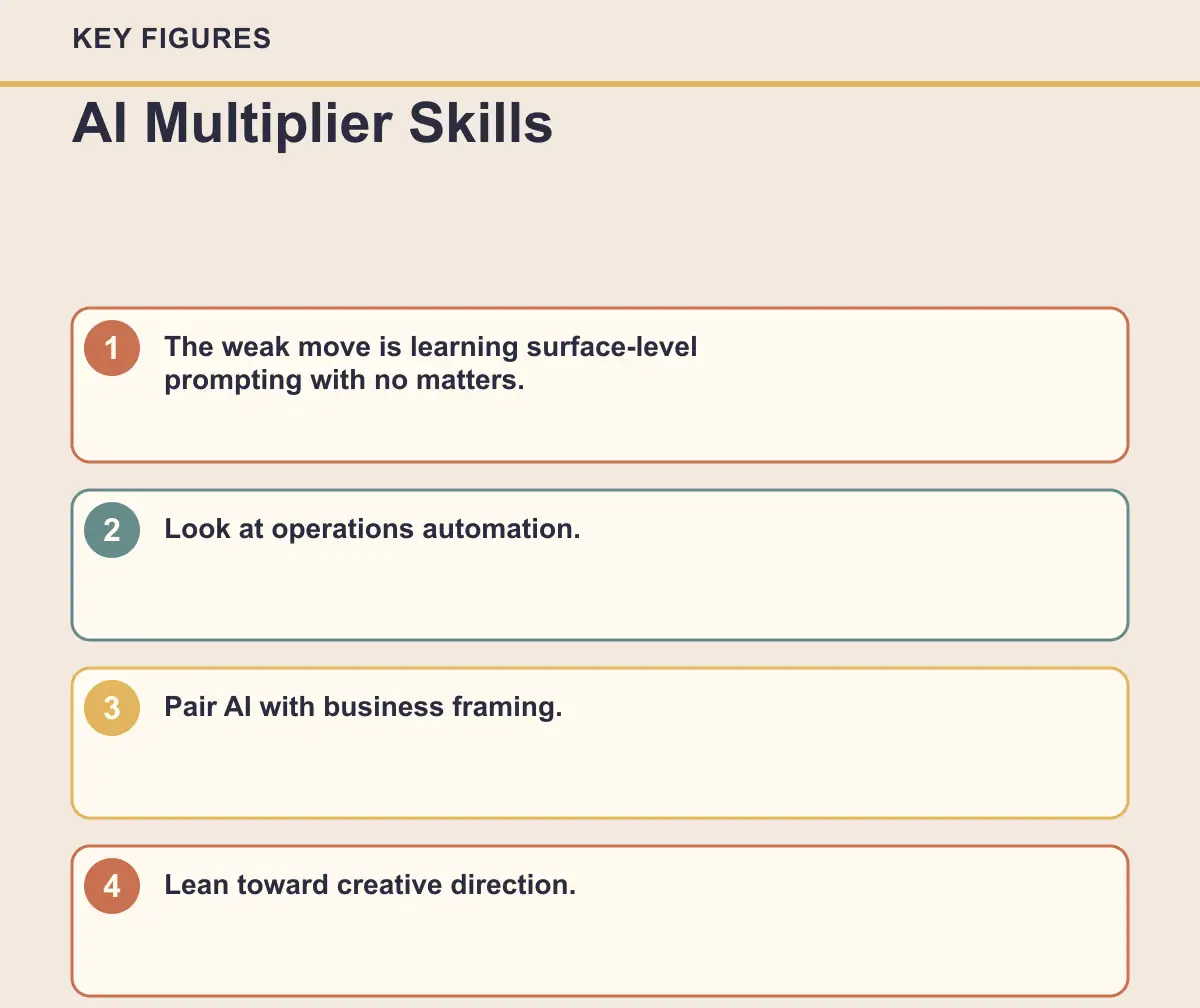 KEY FIGURES
AI Multiplier Skills
1
The weak move is learning surface-level
prompting with no matters.
2
Look at operations automation.
3
Pair AI with business framing.
4
Lean toward creative direction.